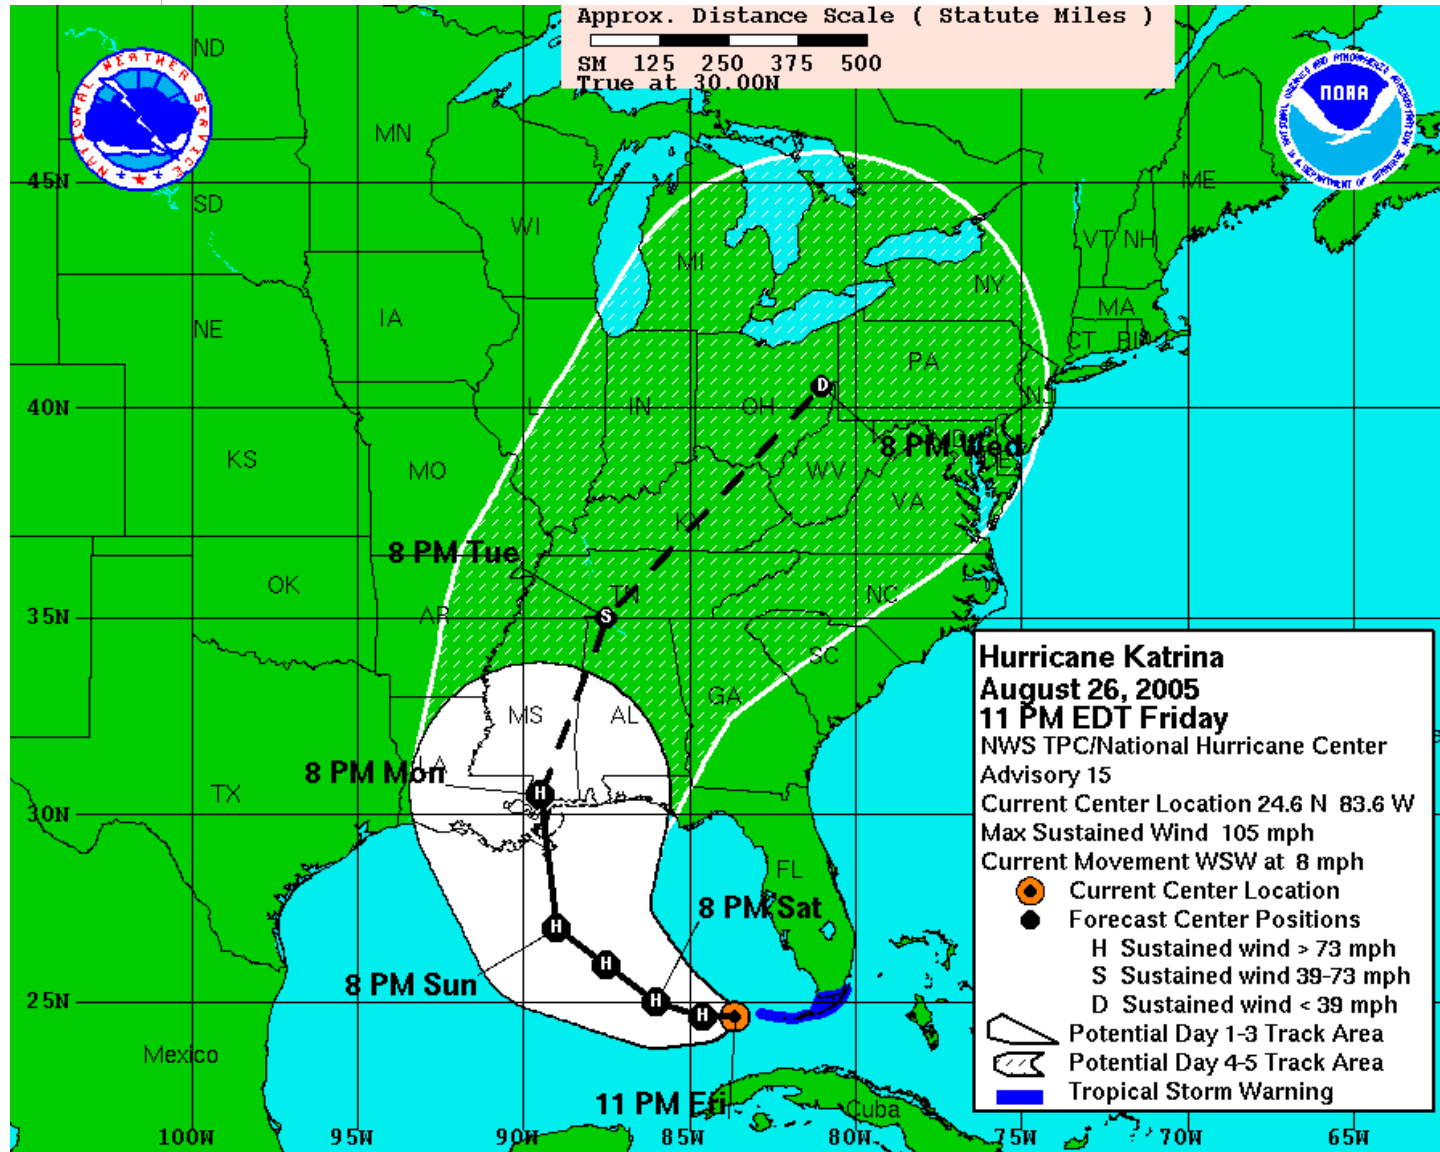 Approx. Distance Scale ( Statute Miles )
SM 125 250 375 500
True at 30.00N
NATIONAL WEATHER SERVICE
NOAA
ND
MN
45N
SD
WI
MI
ME
VT
NH
NY
MA
NE
IA
CT
PA
NJ
40N
IN
OH
8 PM Wed
KS
MO
WV
VA
KY
8 PM Tue
OK
TN
NC
35N
AR
S
D
SC
GA
MS
AL
8 PM Mon
LA
TX
H
30N
FL
8 PM Sat
H
H
8 PM Sun
25N
H
H
Mexico
11 PM Fri
Cuba
100W 95W 90W 85W 80W 75W 70W 65W
Hurricane Katrina
August 26, 2005
11 PM EDT Friday
NWS TPC/National Hurricane Center
Advisory 15
Current Center Location 24.6 N 83.6 W
Max Sustained Wind 105 mph
Current Movement WSW at 8 mph
Current Center Location
Forecast Center Positions
H Sustained wind > 73 mph
S Sustained wind 39-73 mph
D Sustained wind < 39 mph
Potential Day 1-3 Track Area
Potential Day 4-5 Track Area
Tropical Storm Warning